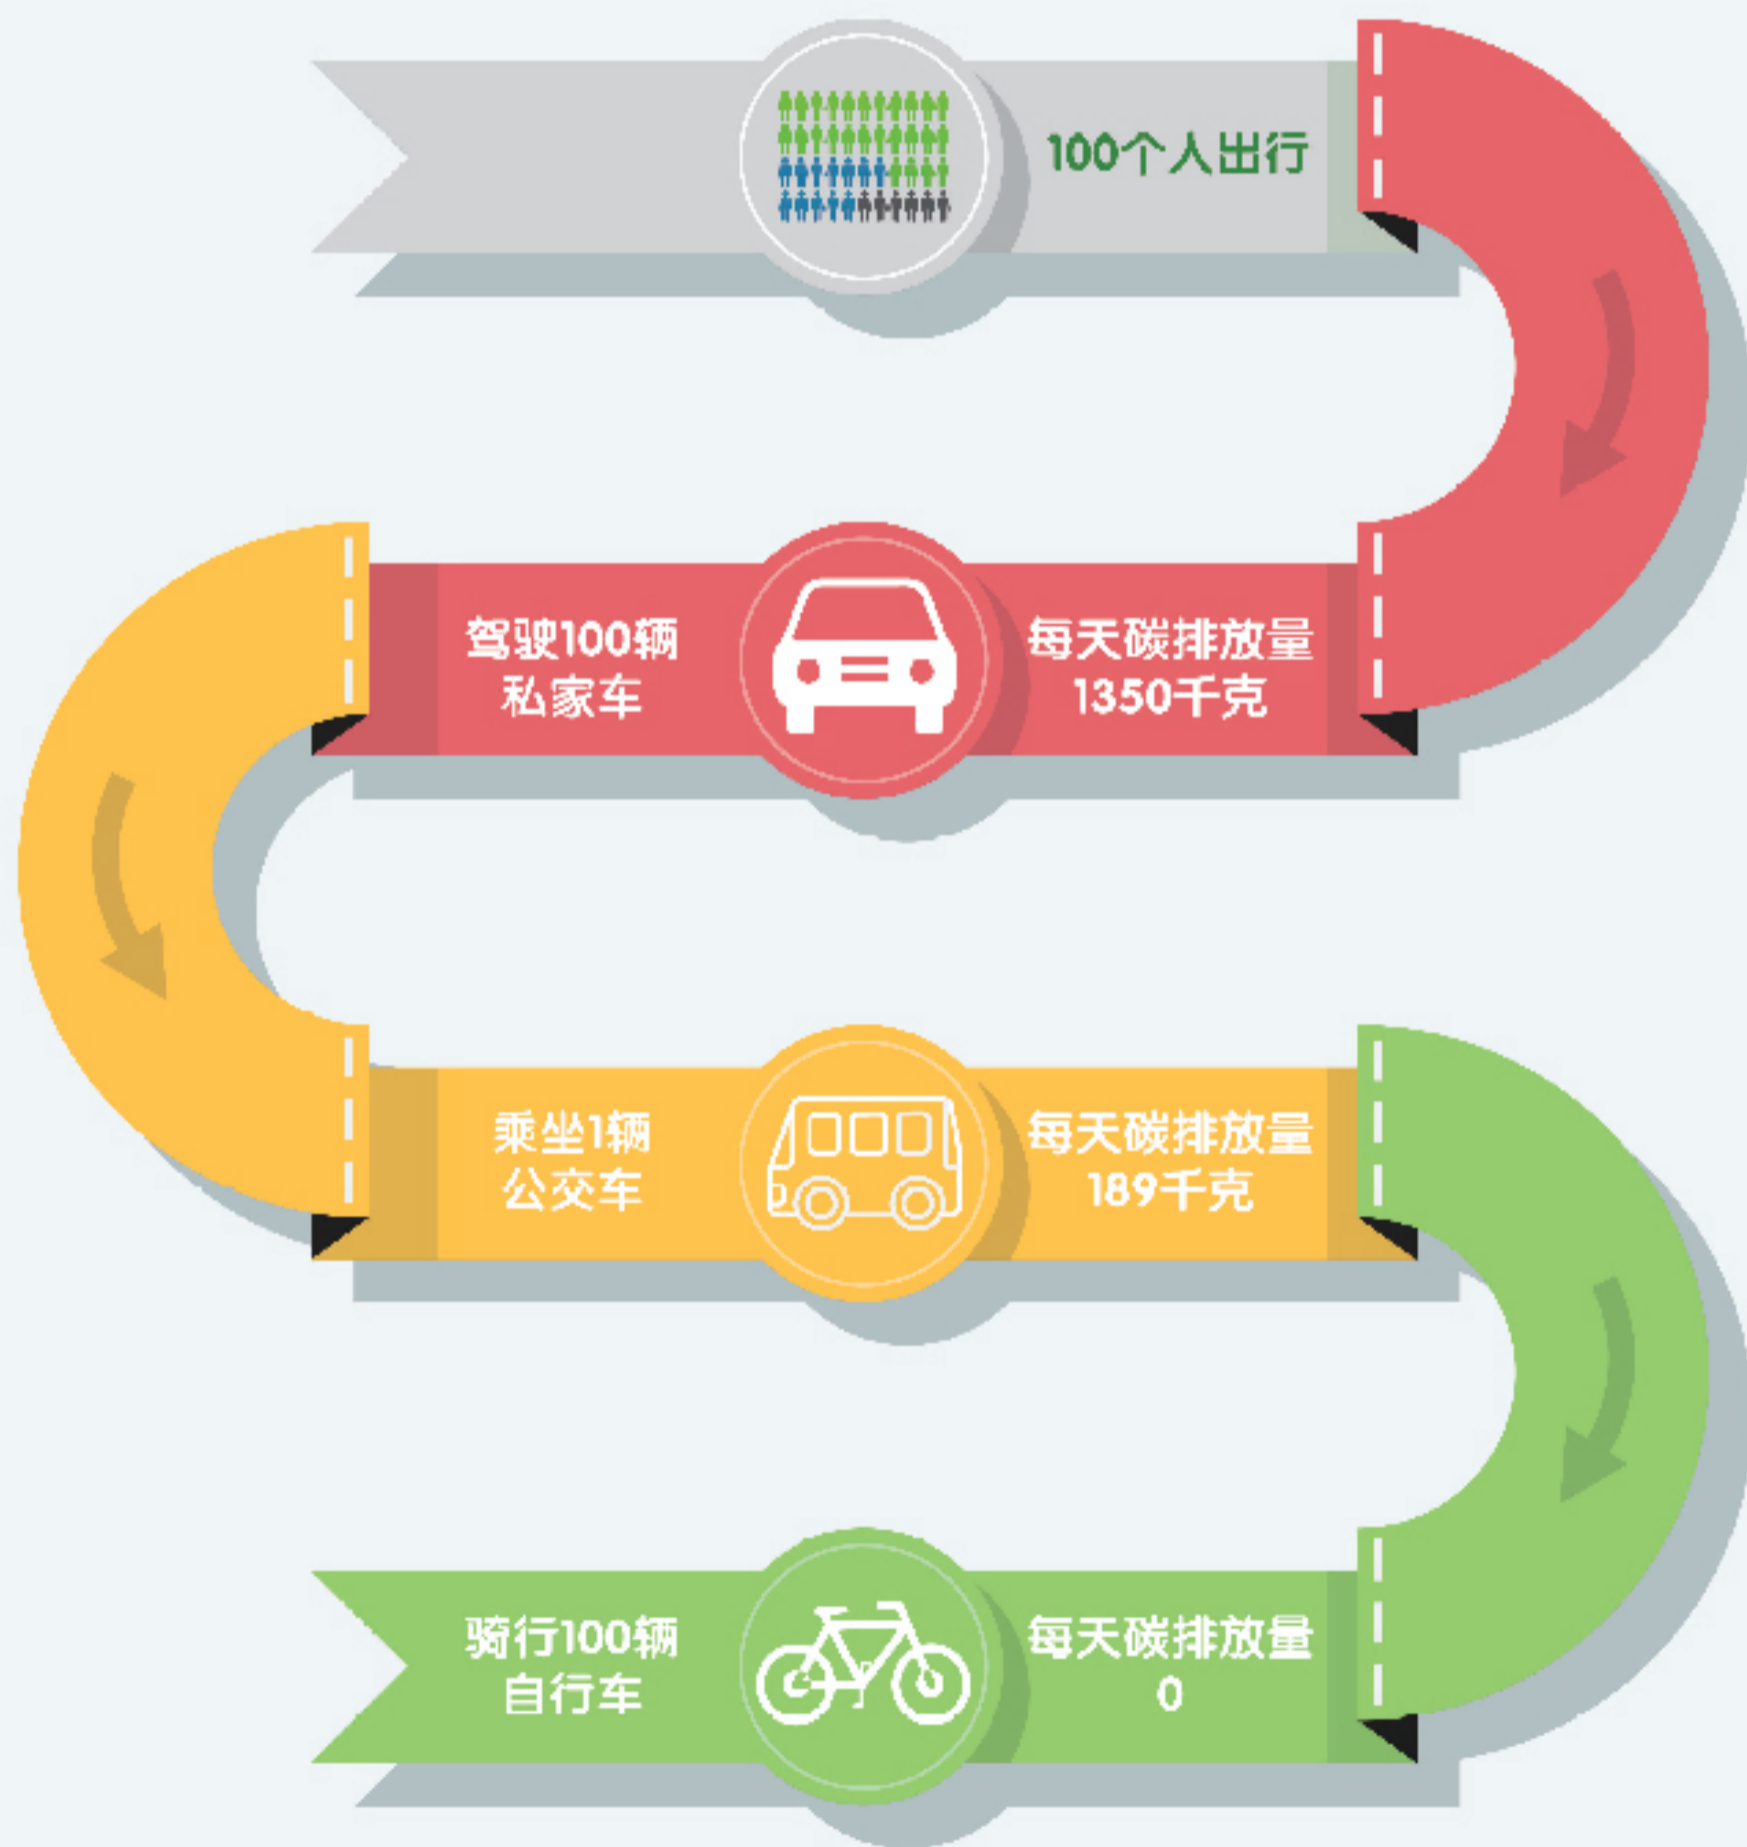 100个人出行
驾驶100辆
私家车
每天碳排放量
1350千克
乘坐1辆
公交车
每天碳排放量
189千克
骑行100辆
自行车
每天碳排放量
0